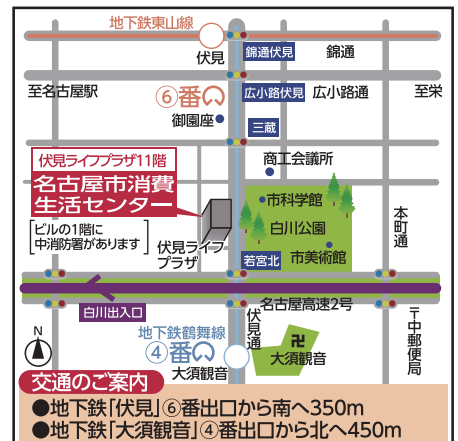 地下鉄東山線
伏見
錦通伏見
錦通
至名古屋駅
⑥番
広小路伏見
広小路通
至栄
御園座
三蔵
商工会議所
伏見ライフプラザ11階
名古屋市消費
生活センター
ビルの1階に
中消防署があります
伏見ライフ
プラザ
市科学館
白川公園
市美術館
本町通
若宮北
白川出入口
名古屋高速2号
伏見通
〒中郵便局
N
地下鉄鶴舞線
④番
大須観音
卍
大須観音
交通のご案内
●地下鉄「伏見」⑥番出口から南へ350m
●地下鉄「大須観音」④番出口から北へ450m